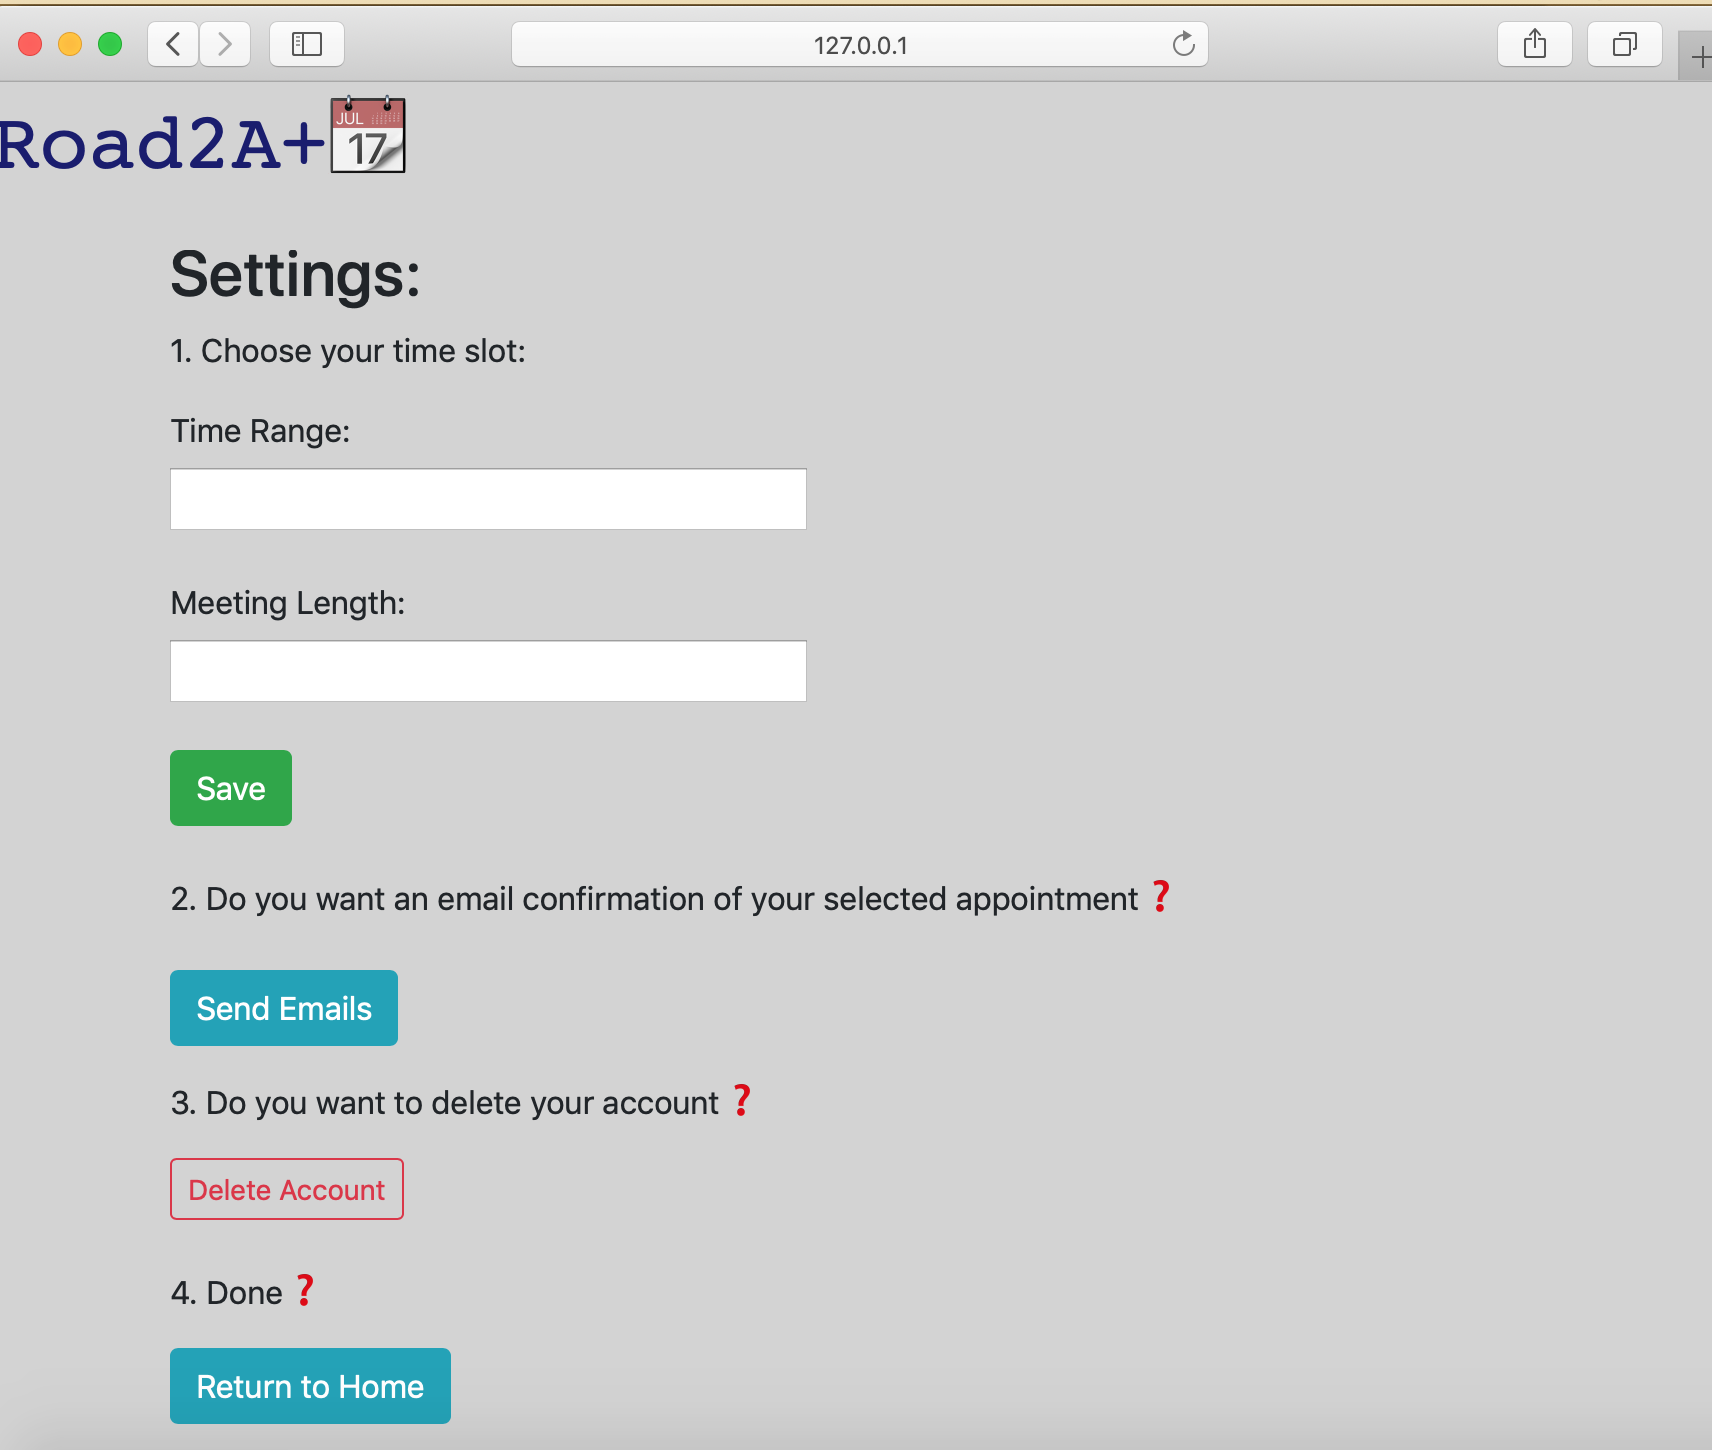 127.0.0.1
Road2A+
JUL
17
Settings:
1. Choose your time slot:
Time Range:
Meeting Length:
Save
2. Do you want an email confirmation of your selected appointment ❓
Send Emails
3. Do you want to delete your account ❓
Delete Account
4. Done ❓
Return to Home